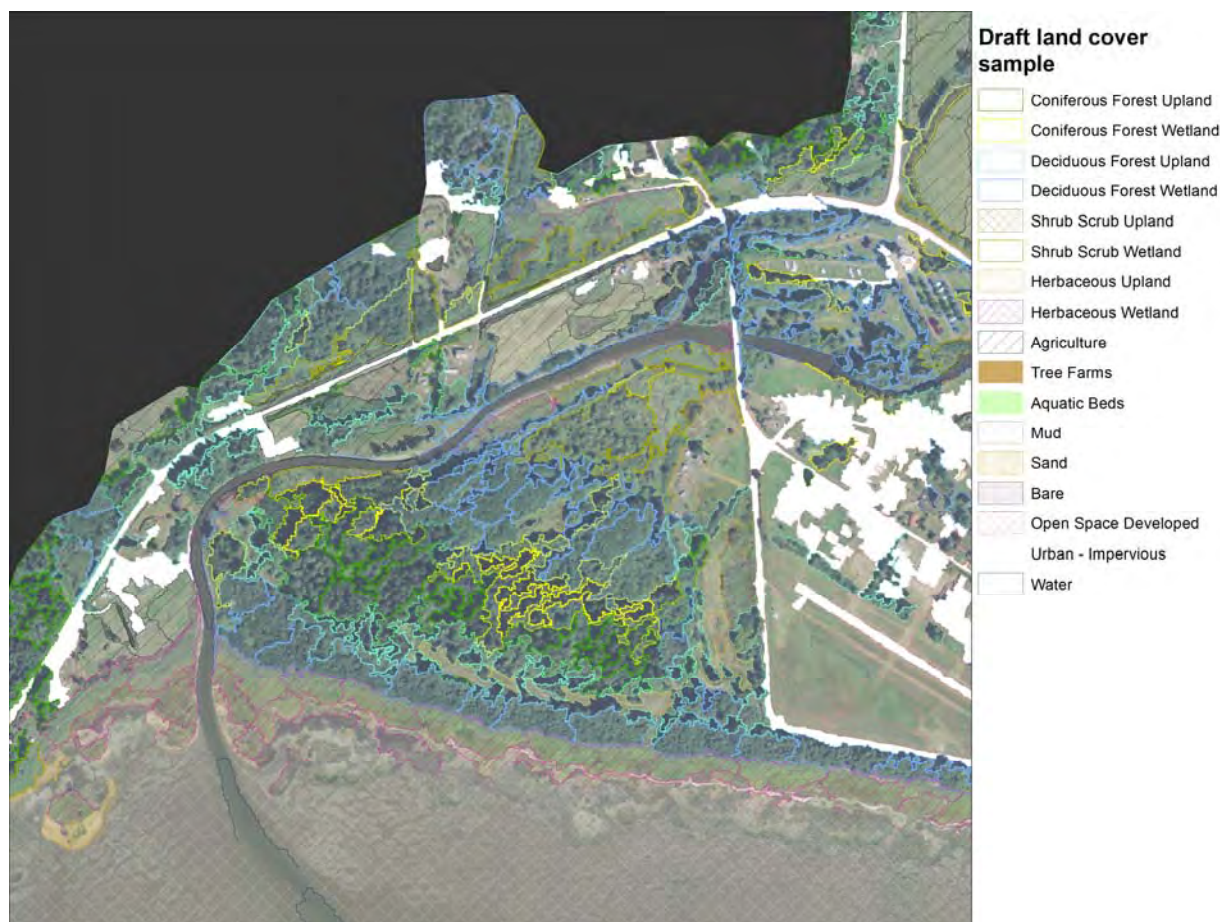 Draft land cover
sample
Coniferous Forest Upland
Coniferous Forest Wetland
Deciduous Forest Upland
Deciduous Forest Wetland
Shrub Scrub Upland
Shrub Scrub Wetland
Herbaceous Upland
Herbaceous Wetland
Agriculture
Tree Farms
Aquatic Beds
Mud
Sand
Bare
Open Space Developed
Urban - Impervious
Water